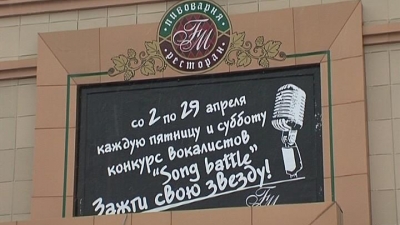 ПИВОВАРНЯ
ГМ
РЕСТОРАН
со 2 по 29 апреля
каждую пятницу и субботу
конкурс вокалистов
"Song battle"
Зажги свою звезду!
ГМ